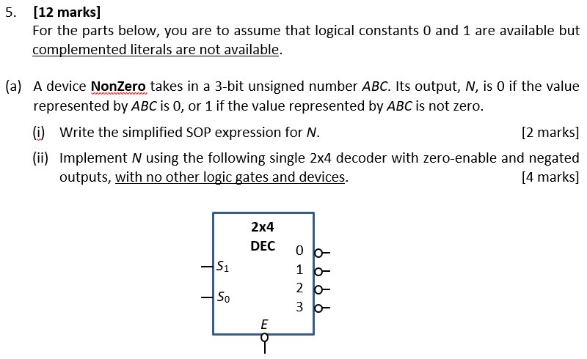 5. [12 marks]
For the parts below, you are to assume that logical constants 0 and 1 are available but
complemented literals are not available.
(a) A device NonZero takes in a 3-bit unsigned number ABC. Its output, N, is 0 if the value
represented by ABC is 0, or 1 if the value represented by ABC is not zero.
(i) Write the simplified SOP expression for N. [2 marks]
(ii) Implement N using the following single 2x4 decoder with zero-enable and negated
outputs, with no other logic gates and devices. [4 marks]
2x4
DEC
0
S1
1
2
S0
3
E